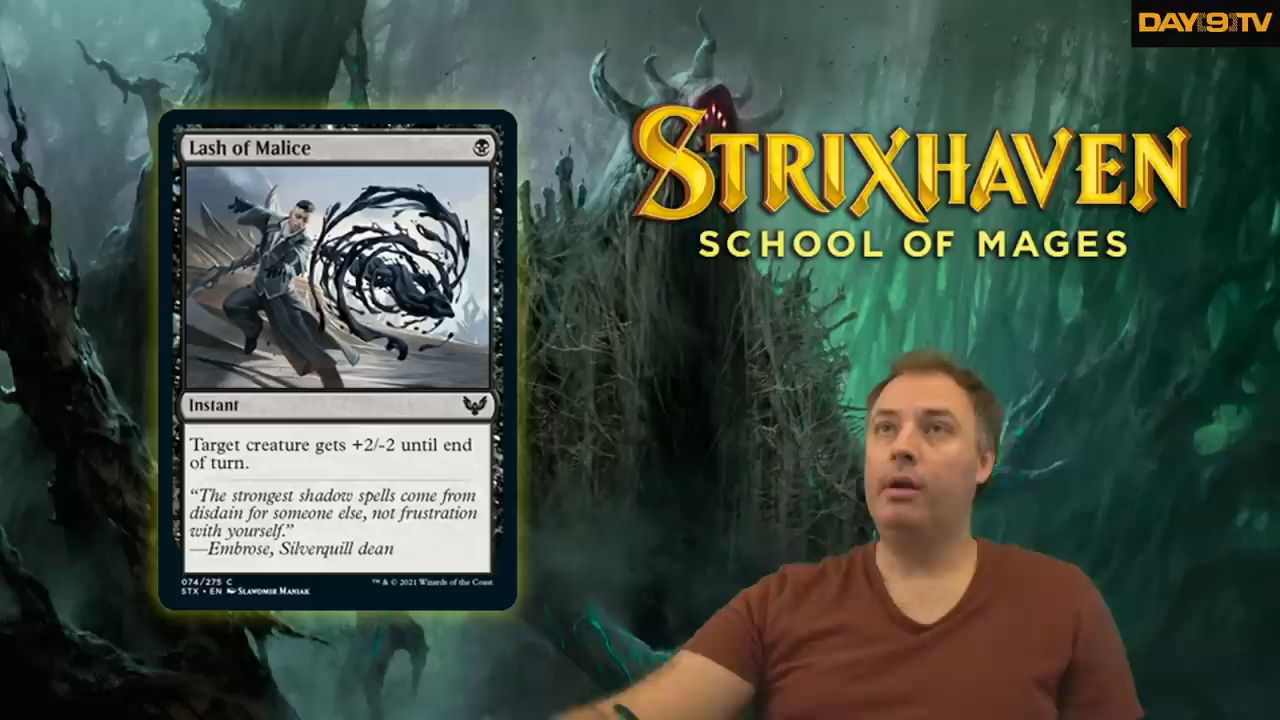 DAY[9]TV
STRIXHAVEN
SCHOOL OF MAGES
Lash of Malice
Instant
Target creature gets +2/-2 until end
of turn.
“The strongest shadow spells come from
disdain for someone else, not frustration
with yourself.”
—Embrose, Silverquill dean
074/275 C
STX • EN SLAWOMIR MANIAK
™ & © 2021 Wizards of the Coast